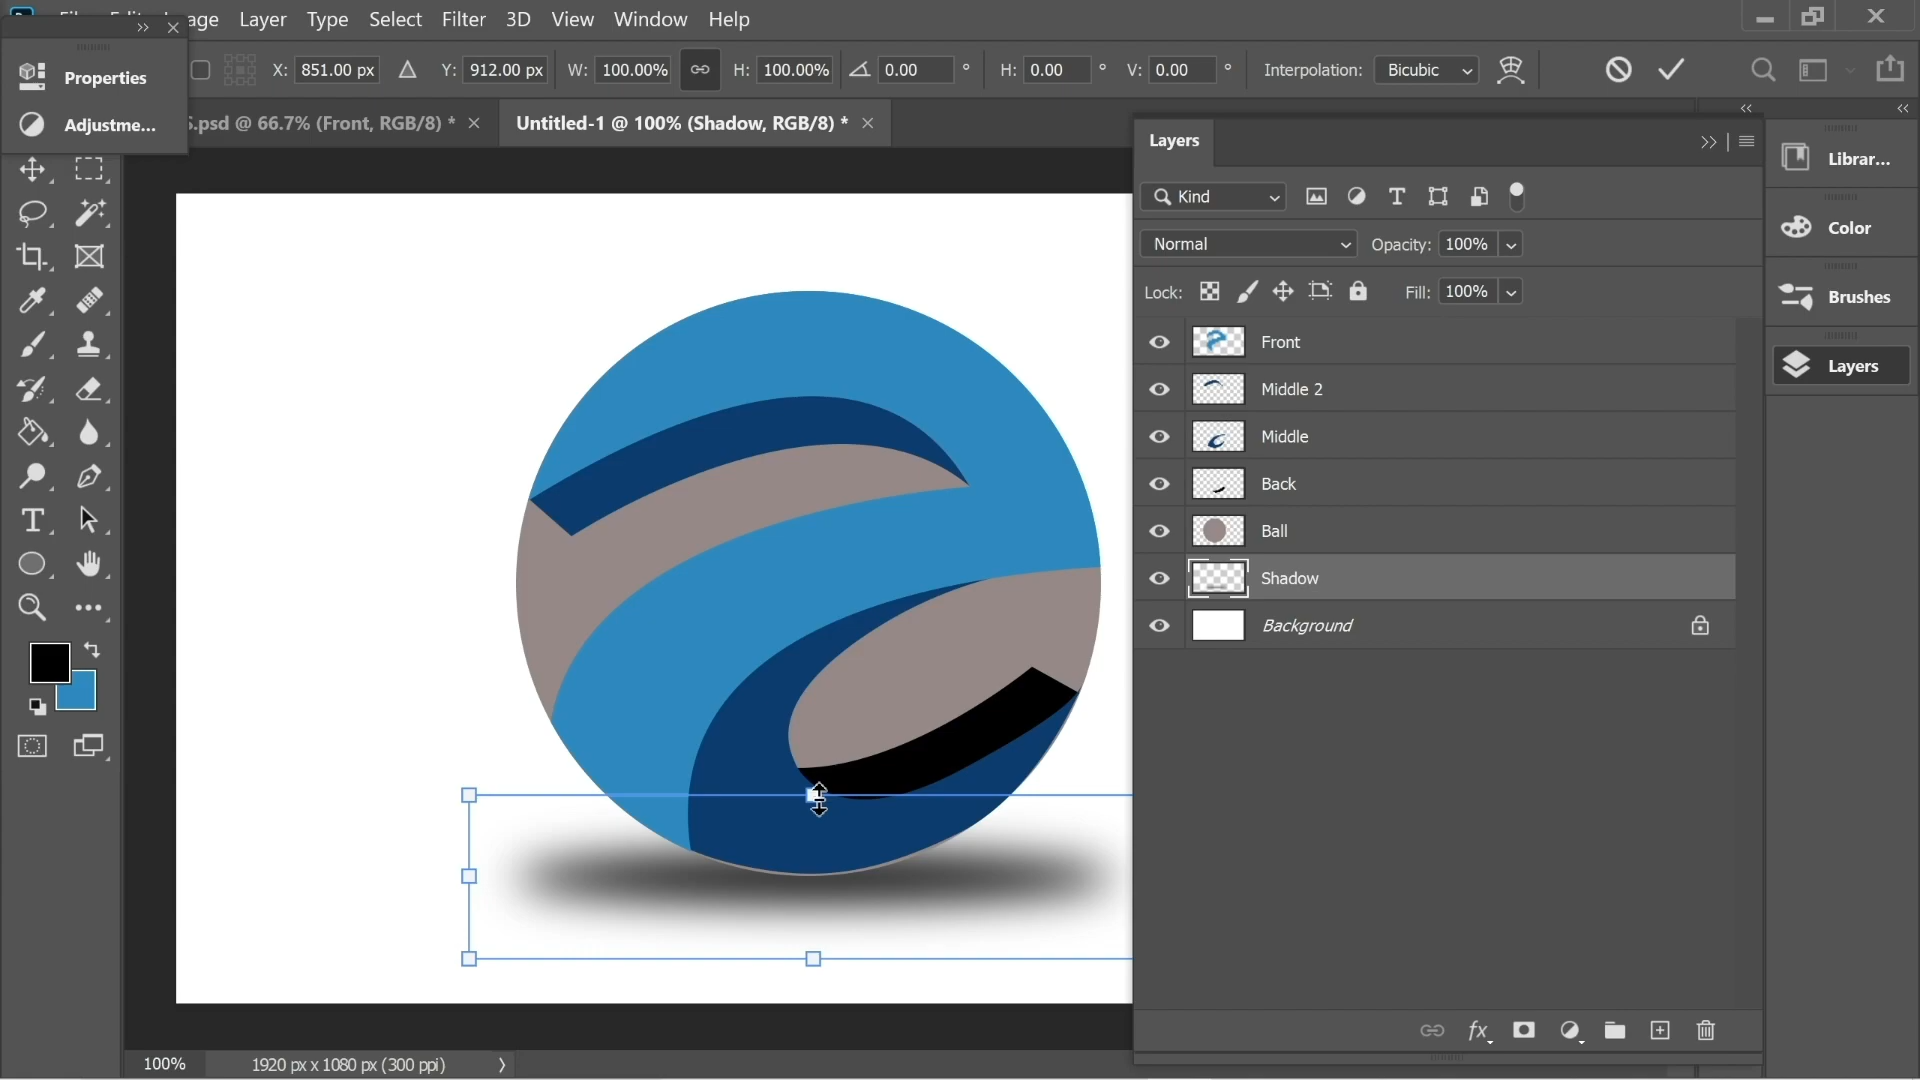 Layer Type Select Filter 3D View Window Help
Properties
X: 851.00 px Y: 912.00 px W: 100.00% H: 100.00% 0.00 ° H: 0.00 ° V: 0.00 ° Interpolation: Bicubic
Adjustme...
.psd @ 66.7% (Front, RGB/8) * × Untitled-1 @ 100% (Shadow, RGB/8) * ×
Layers
Kind
Normal Opacity: 100%
Lock: Fill: 100%
Front
Middle 2
Middle
Back
Ball
Shadow
Background
Librar...
Color
Brushes
Layers
fx
100% 1920 px x 1080 px (300 ppi)